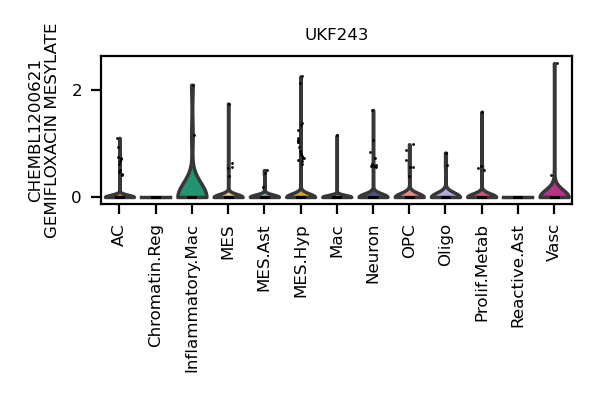 UKF243
CHEMBL1200621
GEMIFLOXACIN MESYLATE
2
0
AC
Chromatin.Reg
Inflammatory.Mac
MES
MES.Ast
MES.Hyp
Mac
Neuron
OPC
Oligo
Prolif.Metab
Reactive.Ast
Vasc